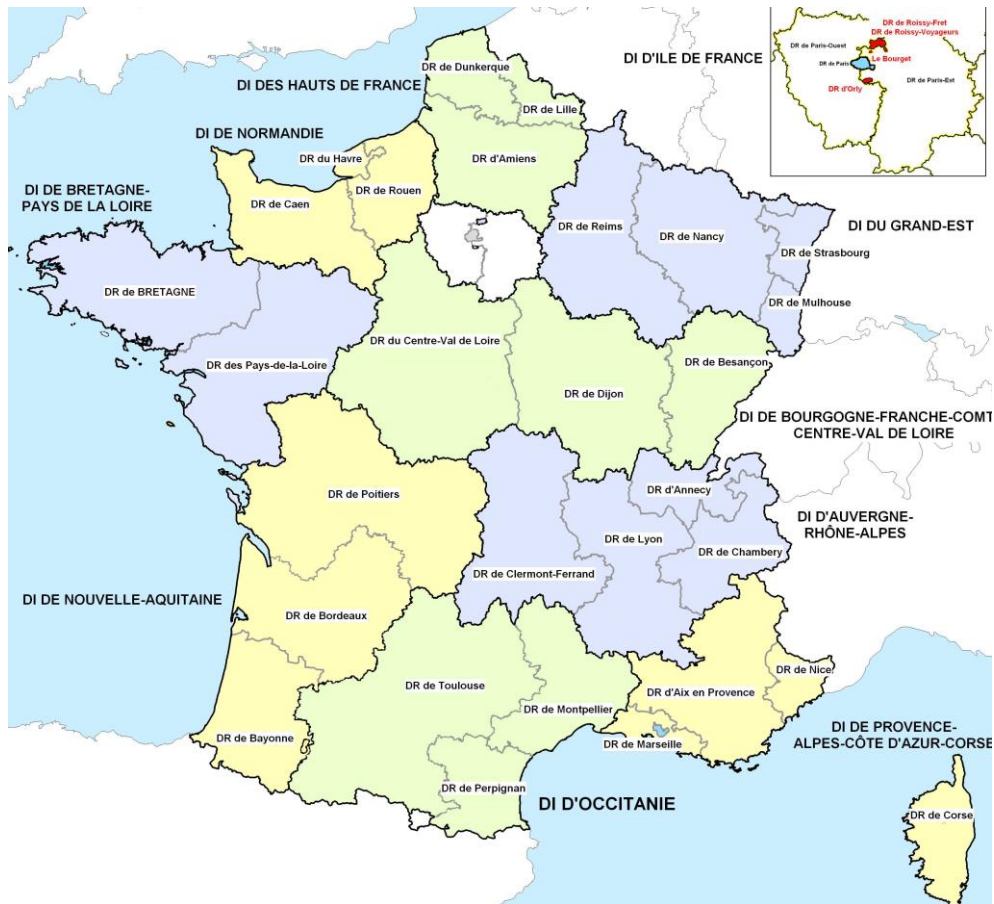 DR de Roissy-Fret
DR de Roissy-Voyageurs
DR de Paris-Ouest
Le Bourget
DR de Paris
DR de Paris-Est
DR d'Orly
DI D'ILE DE FRANCE
DR de Dunkerque
DI DES HAUTS DE FRANCE
DR de Lille
DI DE NORMANDIE
DR du Havre
DR d'Amiens
DR de Rouen
DI DE BRETAGNE-
PAYS DE LA LOIRE
DR de Caen
DR de Reims
DR de Nancy
DI DU GRAND-EST
DR de Strasbourg
DR de BRETAGNE
DR de Mulhouse
DR du Centre-Val de Loire
DR des Pays-de-la-Loire
DR de Besançon
DR de Dijon
DI DE BOURGOGNE-FRANCHE-COMT
CENTRE-VAL DE LOIRE
DR d'Annecy
DR de Poitiers
DI D'AUVERGNE-
RHÔNE-ALPES
DR de Lyon
DR de Chambery
DR de Clermont-Ferrand
DI DE NOUVELLE-AQUITAINE
DR de Bordeaux
DR de Nice
DR de Toulouse
DR d'Aix en Provence
DR de Montpellier
DI DE PROVENCE-
ALPES-CÔTE D'AZUR-CORSE
DR de Bayonne
DR de Marseille
DR de Perpignan
DI D'OCCITANIE
DR de Corse